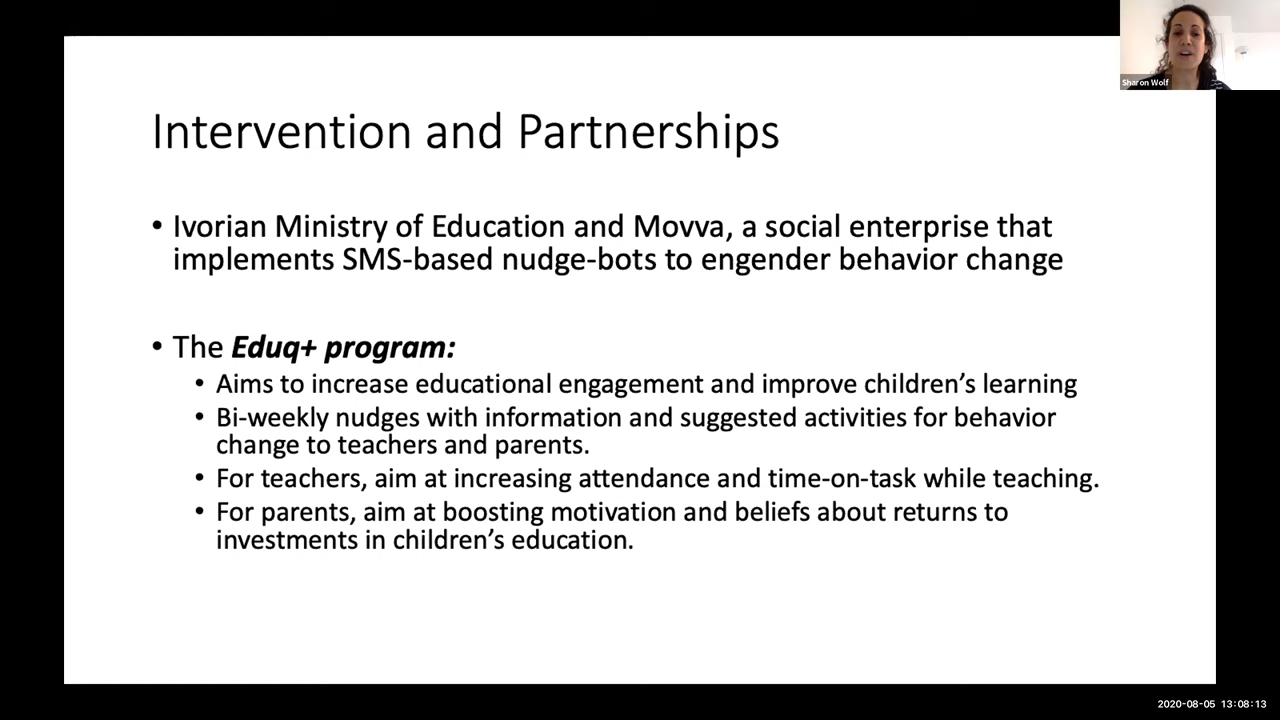 Sharon Wolf
Intervention and Partnerships
• Ivorian Ministry of Education and Movva, a social enterprise that
implements SMS-based nudge-bots to engender behavior change
• The Eduq+ program:
• Aims to increase educational engagement and improve children’s learning
• Bi-weekly nudges with information and suggested activities for behavior
change to teachers and parents.
• For teachers, aim at increasing attendance and time-on-task while teaching.
• For parents, aim at boosting motivation and beliefs about returns to
investments in children’s education.
2020-08-05 13:08:13